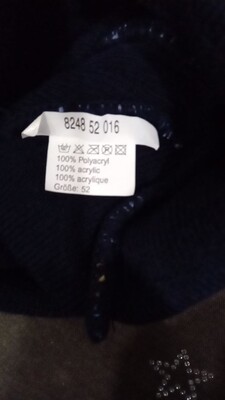 8248 52 016
100% Polyacryl
100% acrylic
100% acrylique
Größe: 52